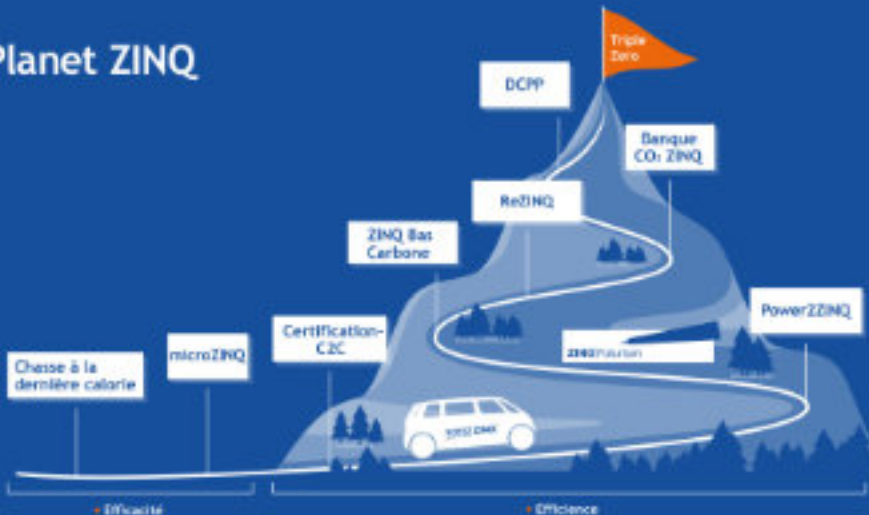 Planet ZINQ
Triple
Zero
DCPP
Banque
CO₂ ZINQ
ReZINQ
ZINQ Bas
Carbone
Power2ZINQ
Certification-
C2C
microZINQ
Chasse à la
dernière calorie
+ Efficacité
+ Efficience